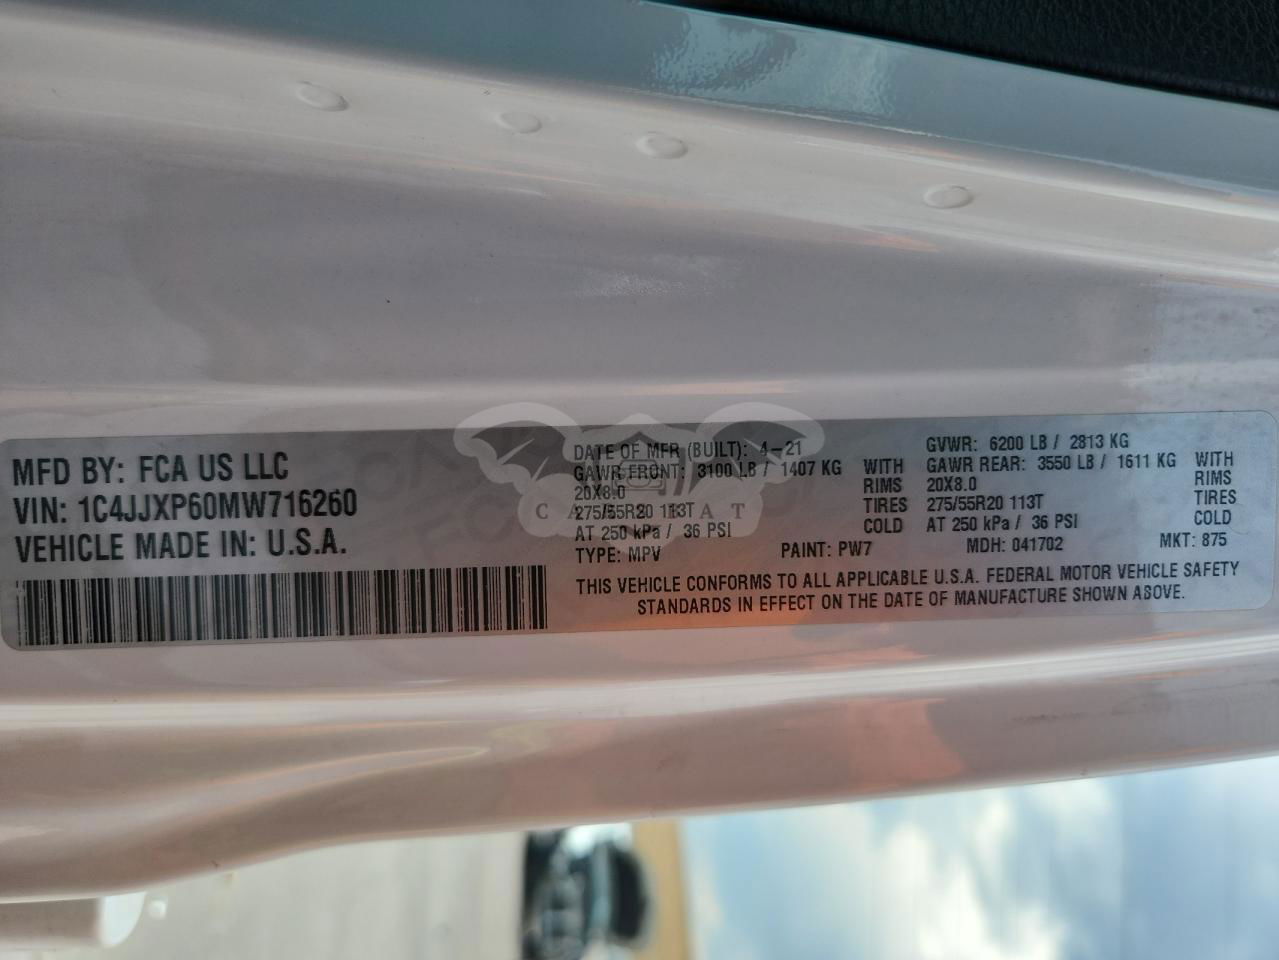 MFD BY: FCA US LLC
VIN: 1C4JJXP60MW716260
VEHICLE MADE IN: U.S.A.
DATE OF MFR (BUILT): 4-21
GAWR FRONT: 3100 LB / 1407 KG WITH
20X8.0 RIMS
275/55R20 113T TIRES
AT 250 kPa / 36 PSI COLD
GVWR: 6200 LB / 2813 KG
GAWR REAR: 3550 LB / 1611 KG WITH
20X8.0 RIMS
275/55R20 113T TIRES
AT 250 kPa / 36 PSI COLD
TYPE: MPV PAINT: PW7 MDH: 041702 MKT: 875
THIS VEHICLE CONFORMS TO ALL APPLICABLE U.S.A. FEDERAL MOTOR VEHICLE SAFETY
STANDARDS IN EFFECT ON THE DATE OF MANUFACTURE SHOWN ABOVE.